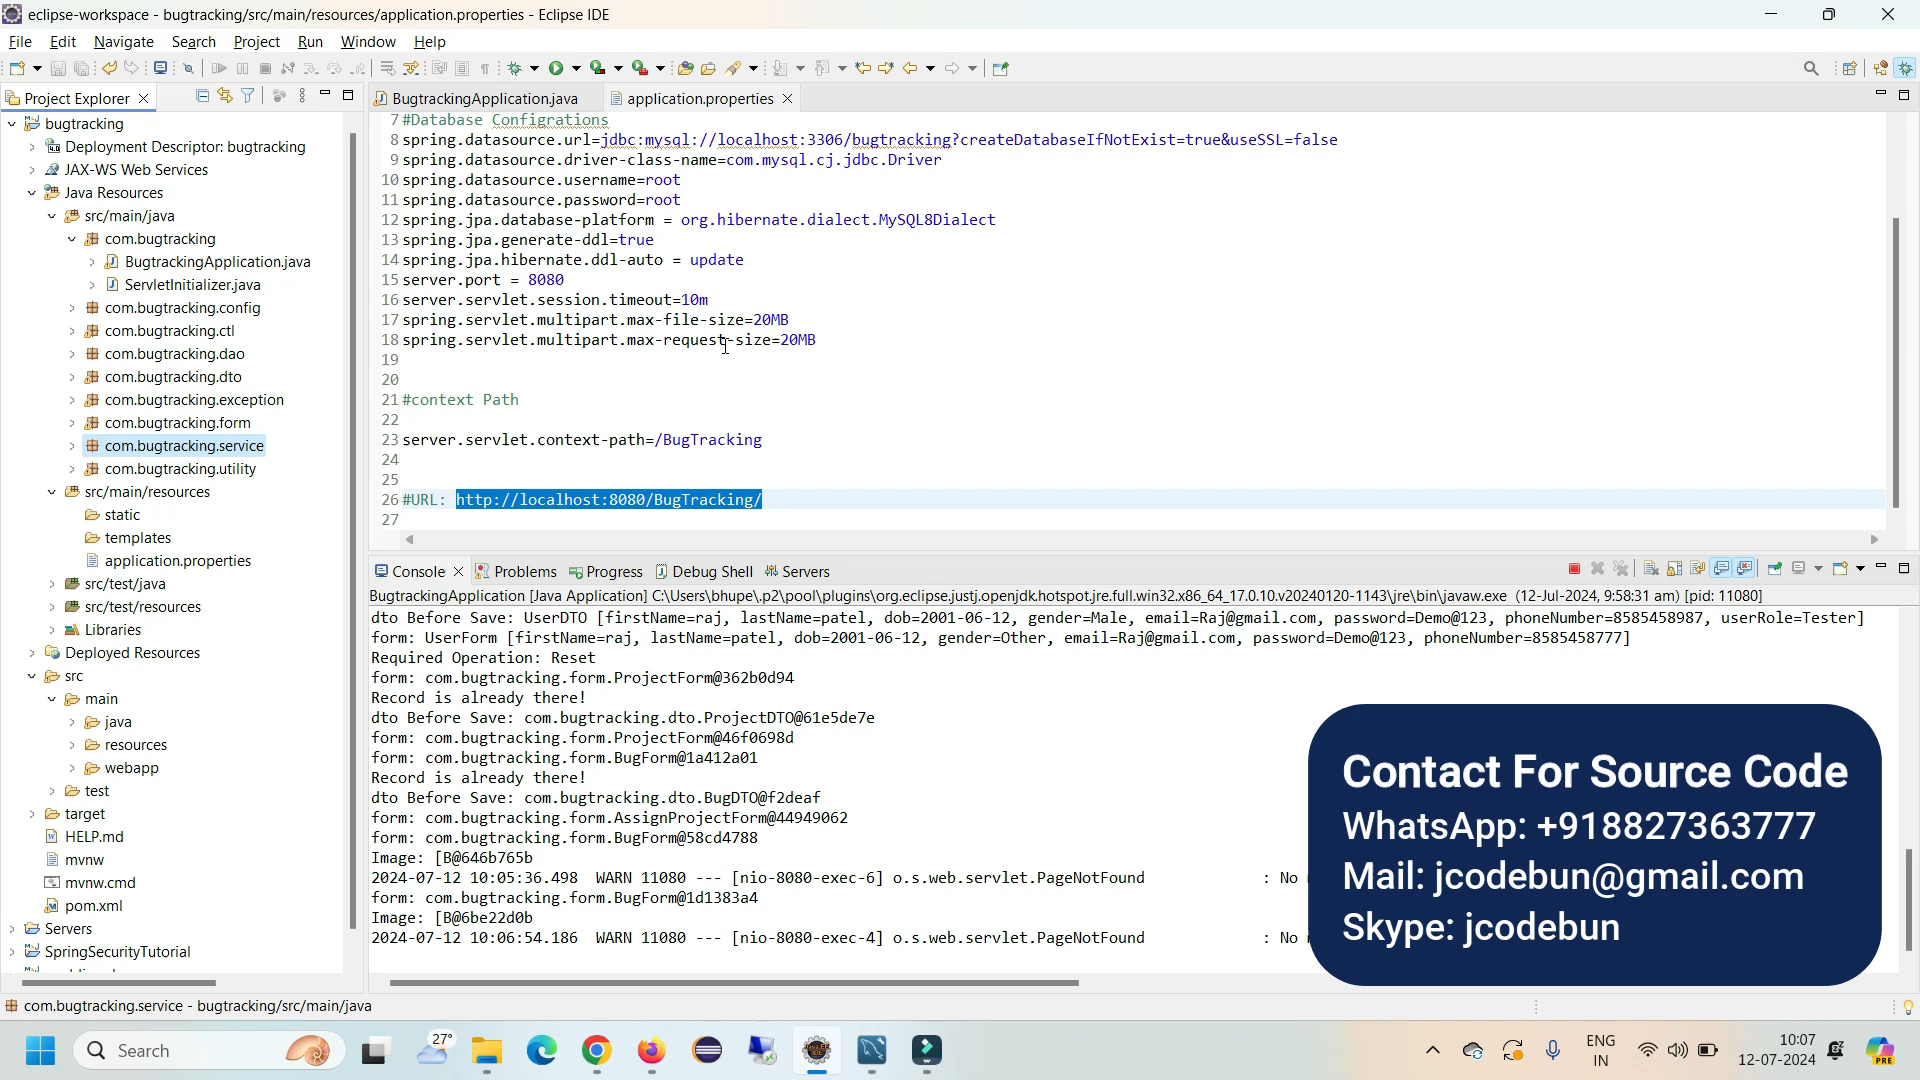 eclipse-workspace - bugtracking/src/main/resources/application.properties - Eclipse IDE
File Edit Navigate Search Project Run Window Help
Project Explorer
BugtrackingApplication.java
application.properties
bugtracking
Deployment Descriptor: bugtracking
JAX-WS Web Services
Java Resources
src/main/java
com.bugtracking
BugtrackingApplication.java
ServletInitializer.java
com.bugtracking.config
com.bugtracking.ctl
com.bugtracking.dao
com.bugtracking.dto
com.bugtracking.exception
com.bugtracking.form
com.bugtracking.service
com.bugtracking.utility
src/main/resources
static
templates
application.properties
src/test/java
src/test/resources
Libraries
Deployed Resources
src
main
java
resources
webapp
test
target
HELP.md
mvnw
mvnw.cmd
pom.xml
Servers
SpringSecurityTutorial
7 #Database Configrations
8 spring.datasource.url=jdbc:mysql://localhost:3306/bugtracking?createDatabaseIfNotExist=true&useSSL=false
9 spring.datasource.driver-class-name=com.mysql.cj.jdbc.Driver
10 spring.datasource.username=root
11 spring.datasource.password=root
12 spring.jpa.database-platform = org.hibernate.dialect.MySQL8Dialect
13 spring.jpa.generate-ddl=true
14 spring.jpa.hibernate.ddl-auto = update
15 server.port = 8080
16 server.servlet.session.timeout=10m
17 spring.servlet.multipart.max-file-size=20MB
18 spring.servlet.multipart.max-request-size=20MB
19
20
21 #context Path
22
23 server.servlet.context-path=/BugTracking
24
25
26 #URL: http://localhost:8080/BugTracking/
27
Console Problems Progress Debug Shell Servers
BugtrackingApplication [Java Application] C:\Users\bhupe\.p2\pool\plugins\org.eclipse.justj.openjdk.hotspot.jre.full.win32.x86_64_17.0.10.v20240120-1143\jre\bin\javaw.exe (12-Jul-2024, 9:58:31 am) [pid: 11080]
dto Before Save: UserDTO [firstName=raj, lastName=patel, dob=2001-06-12, gender=Male, email=Raj@gmail.com, password=Demo@123, phoneNumber=8585458987, userRole=Tester]
form: UserForm [firstName=raj, lastName=patel, dob=2001-06-12, gender=Other, email=Raj@gmail.com, password=Demo@123, phoneNumber=8585458777]
Required Operation: Reset
form: com.bugtracking.form.ProjectForm@362b0d94
Record is already there!
dto Before Save: com.bugtracking.dto.ProjectDTO@61e5de7e
form: com.bugtracking.form.ProjectForm@46f0698d
form: com.bugtracking.form.BugForm@1a412a01
Record is already there!
dto Before Save: com.bugtracking.dto.BugDTO@f2deaf
form: com.bugtracking.form.AssignProjectForm@44949062
form: com.bugtracking.form.BugForm@58cd4788
Image: [B@646b765b
2024-07-12 10:05:36.498 WARN 11080 --- [nio-8080-exec-6] o.s.web.servlet.PageNotFound : No
form: com.bugtracking.form.BugForm@1d1383a4
Image: [B@6be22d0b
2024-07-12 10:06:54.186 WARN 11080 --- [nio-8080-exec-4] o.s.web.servlet.PageNotFound : No
Contact For Source Code
WhatsApp: +918827363777
Mail: jcodebun@gmail.com
Skype: jcodebun
com.bugtracking.service - bugtracking/src/main/java
Search
27°
ENG
IN
10:07
12-07-2024
PRE